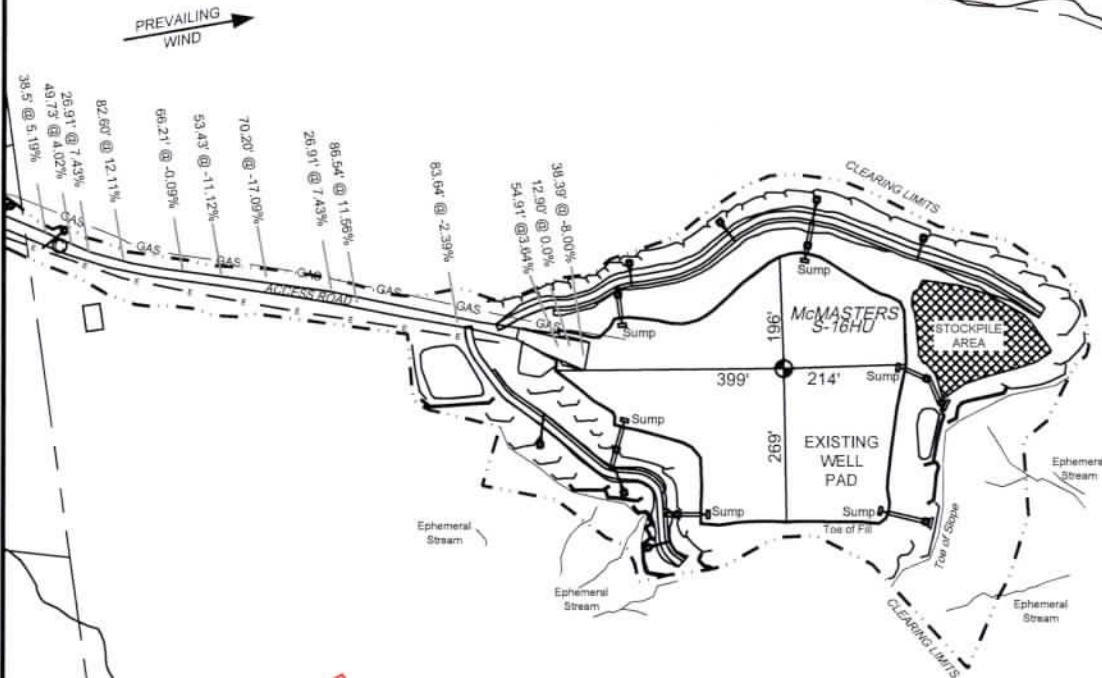 PREVAILING
WIND
38.5' @ 5.19%
49.73' @ 4.02%
26.91' @ 7.43%
82.60' @ 12.11%
66.21' @ -0.09%
53.43' @ -11.12%
70.20' @ -17.09%
26.91' @ 7.43%
86.54' @ 11.56%
83.64' @ -2.39%
54.91' @3.64%
12.90' @ 0.0%
38.39' @ -8.00%
CLEARING LIMITS
GAS
GAS
GAS
GAS
GAS
GAS
GAS
ACCESS ROAD
E
E
E
E
E
E
E
Sump
Sump
McMASTERS
S-16HU
STOCKPILE
AREA
196'
399'
214'
Sump
Sump
269'
EXISTING
WELL
PAD
Sump
Sump
Toe of Fill
Toe of Slope
Ephemeral
Stream
Ephemeral
Stream
Ephemeral
Stream
Ephemeral
Stream
CLEARING LIMITS